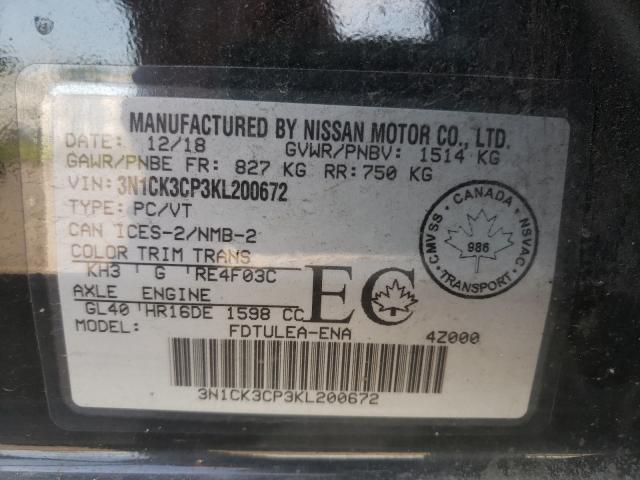 MANUFACTURED BY NISSAN MOTOR CO., LTD.
DATE: 12/18 GVWR/PNBV: 1514 KG
GAWR/PNBE FR: 827 KG RR: 750 KG
VIN: 3N1CK3CP3KL200672
TYPE: PC/VT
CAN ICES-2/NMB-2
COLOR TRIM TRANS
KH3 G RE4F03C
AXLE ENGINE
GL40 HR16DE 1598 CC
EC
MODEL: FDTULEA-ENA 4Z000
3N1CK3CP3KL200672
CMVSS CANADA NSVAC
986
TRANSPORT